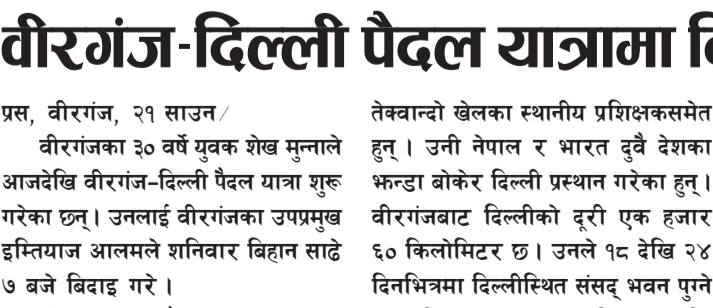 वीरगंज-दिल्ली पैदल यात्रामा
प्रस, वीरगंज, २१ साउन/
वीरगंजका ३० वर्षे युवक शेख मुन्नाले
आजदेखि वीरगंज-दिल्ली पैदल यात्रा शुरू
गरेका छन्। उनलाई वीरगंजका उपप्रमुख
इम्तियाज आलमले शनिवार बिहान साढे
७ बजे बिदाइ गरे ।
तेक्वान्दो खेलका स्थानीय प्रशिक्षकसमेत
हुन् । उनी नेपाल र भारत दुवै देशका
झन्डा बोकेर दिल्ली प्रस्थान गरेका हुन्।
वीरगंजबाट दिल्लीको दूरी एक हजार
६० किलोमिटर छ। उनले १८ देखि २४
दिनभित्रमा दिल्लीस्थित संसद् भवन पुग्ने